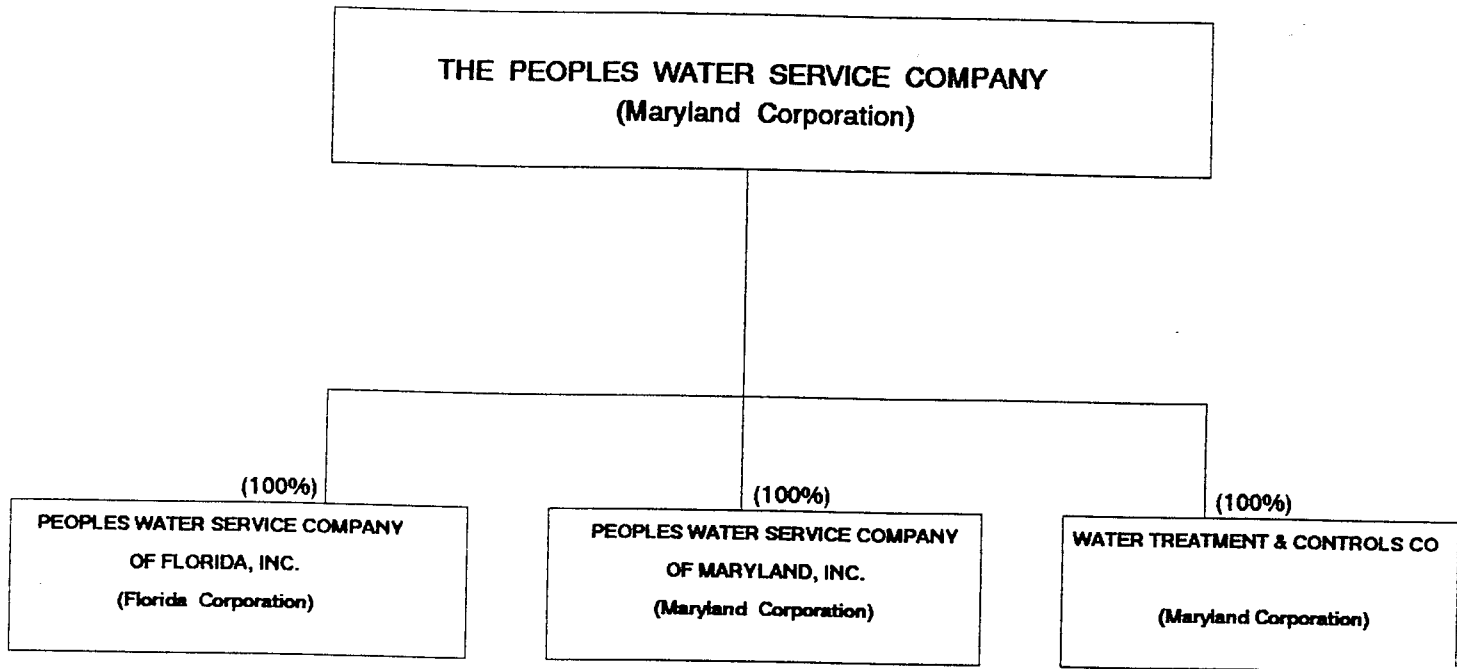 THE PEOPLES WATER SERVICE COMPANY
(Maryland Corporation)
(100%)
PEOPLES WATER SERVICE COMPANY
OF FLORIDA, INC.
(Florida Corporation)
(100%)
PEOPLES WATER SERVICE COMPANY
OF MARYLAND, INC.
(Maryland Corporation)
(100%)
WATER TREATMENT & CONTROLS CO
(Maryland Corporation)